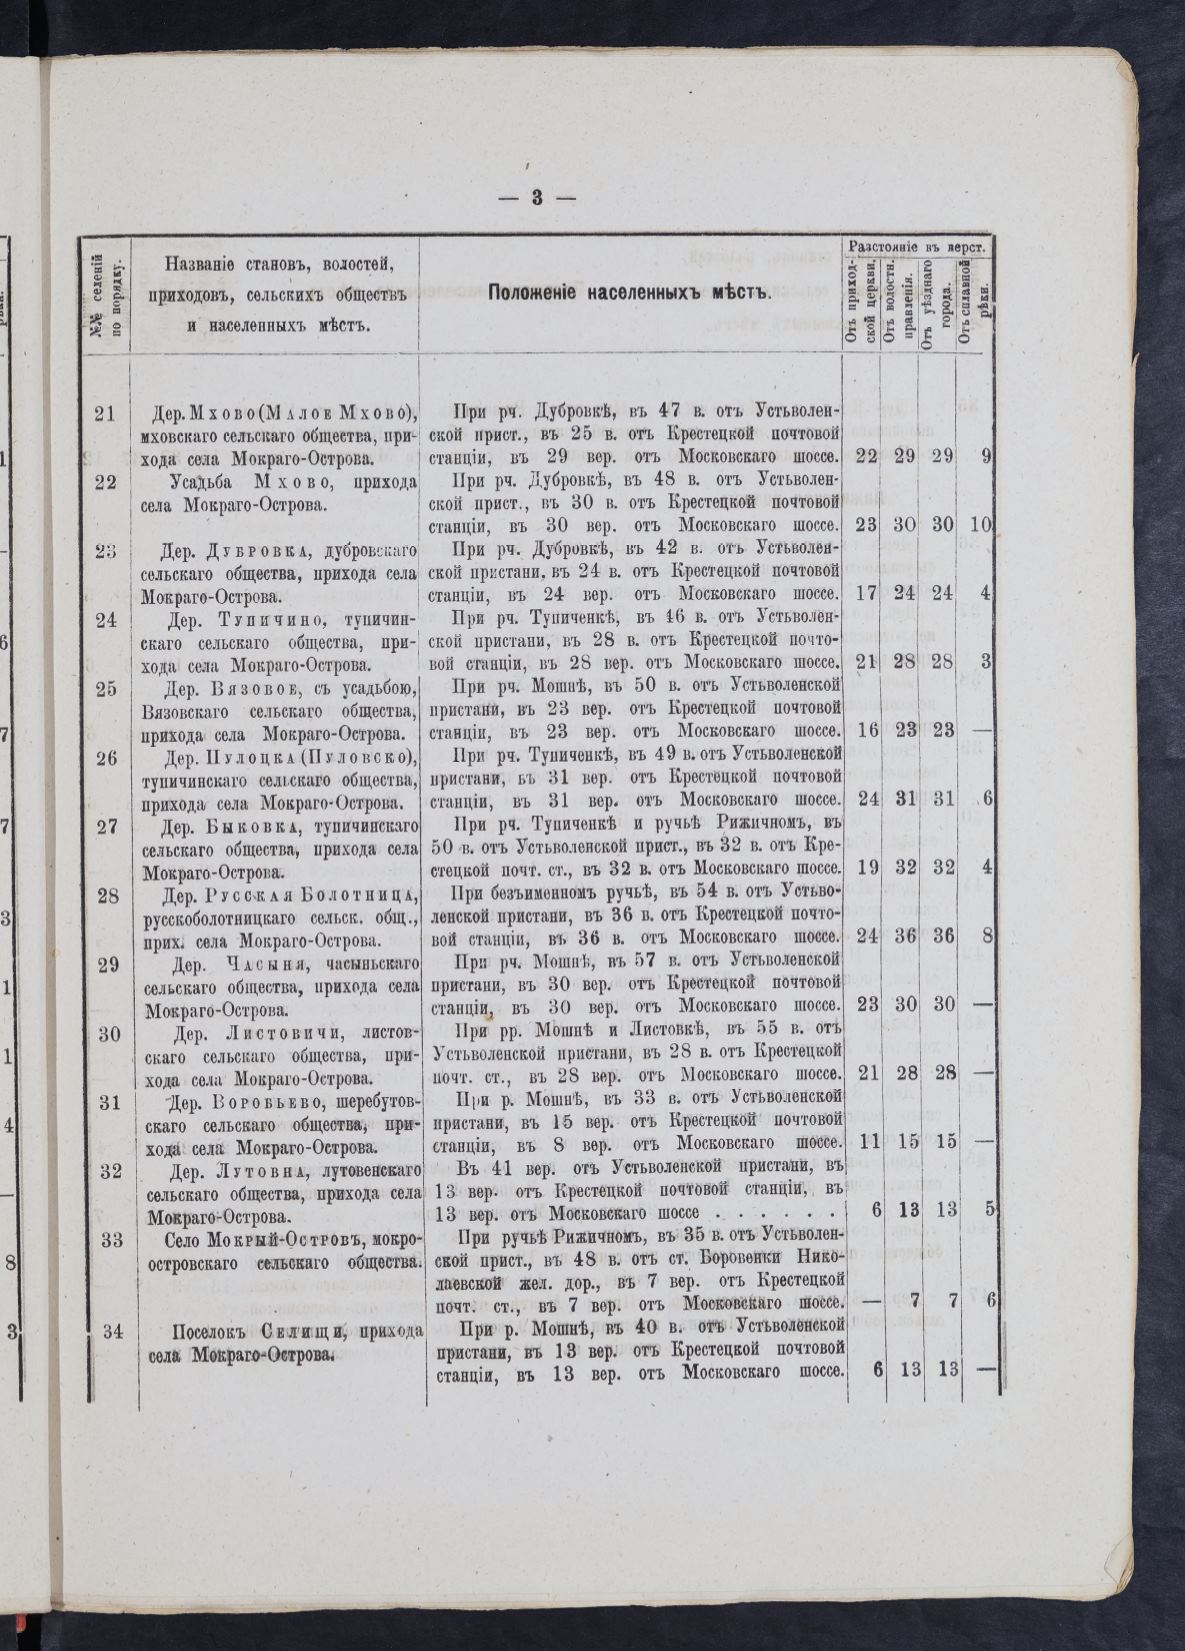 — 3 —
№№ селеній по порядку.
Названіе становъ, волостей,
приходовъ, сельскихъ обществъ
и населенныхъ мѣстъ.
Положеніе населенныхъ мѣстъ.
Разстояніе въ верст.
Отъ приход-
ской церкви.
Отъ волостн.
правленія.
Отъ уѣзднаго
города.
Отъ сплавной
рѣки.
21 Дер. Мхово (Малое Мхово),
мховскаго сельскаго общества, при-
хода села Мокраго-Острова.
При рч. Дубровкѣ, въ 47 в. отъ Устьволен-
ской прист., въ 25 в. отъ Крестецкой почтовой
станціи, въ 29 вер. отъ Московскаго шоссе. 22 29 29 9
22 Усадьба Мхово, прихода
села Мокраго-Острова.
При рч. Дубровкѣ, въ 48 в. отъ Устьволен-
ской прист., въ 30 в. отъ Крестецкой почтовой
станціи, въ 30 вер. отъ Московскаго шоссе. 23 30 30 10
23 Дер. Дубровка, дубровскаго
сельскаго общества, прихода села
Мокраго-Острова.
При рч. Дубровкѣ, въ 42 в. отъ Устьволен-
ской пристани, въ 24 в. отъ Крестецкой почтовой
станціи, въ 24 вер. отъ Московскаго шоссе. 17 24 24 4
24 Дер. Тупичино, тупичин-
скаго сельскаго общества, при-
хода села Мокраго-Острова.
При рч. Тупиченкѣ, въ 46 в. отъ Устьволен-
ской пристани, въ 28 в. отъ Крестецкой почто-
вой станціи, въ 28 вер. отъ Московскаго шоссе. 21 28 28 3
25 Дер. Вязовое, съ усадьбою,
Вязовскаго сельскаго общества,
прихода села Мокраго-Острова.
При рч. Мошнѣ, въ 50 в. отъ Устьволенской
пристани, въ 23 вер. отъ Крестецкой почтовой
станціи, въ 23 вер. отъ Московскаго шоссе. 16 23 23 —
26 Дер. Пулоцка (Пуловско),
тупичинскаго сельскаго общества,
прихода села Мокраго-Острова.
При рч. Тупиченкѣ, въ 49 в. отъ Устьволенской
пристани, въ 31 вер. отъ Крестецкой почтовой
станціи, въ 31 вер. отъ Московскаго шоссе. 24 31 31 6
27 Дер. Быковка, тупичинскаго
сельскаго общества, прихода села
Мокраго-Острова.
При рч. Тупиченкѣ и ручьѣ Рижичномъ, въ
50 в. отъ Устьволенской прист., въ 32 в. отъ Кре-
стецкой почт. ст., въ 32 в. отъ Московскаго шоссе. 19 32 32 4
28 Дер. Русская Болотница,
русскоболотницкаго сельск. общ.,
прих. села Мокраго-Острова.
При безъименномъ ручьѣ, въ 54 в. отъ Устьво-
ленской пристани, въ 36 в. отъ Крестецкой почто-
вой станціи, въ 36 в. отъ Московскаго шоссе. 24 36 36 8
29 Дер. Часыня, часыньскаго
сельскаго общества, прихода села
Мокраго-Острова.
При рч. Мошнѣ, въ 57 в. отъ Устьволенской
пристани, въ 30 вер. отъ Крестецкой почтовой
станціи, въ 30 вер. отъ Московскаго шоссе. 23 30 30 —
30 Дер. Листовичи, листов-
скаго сельскаго общества, при-
хода села Мокраго-Острова.
При рр. Мошнѣ и Листовкѣ, въ 55 в. отъ
Устьволенской пристани, въ 28 в. отъ Крестецкой
почт. ст., въ 28 вер. отъ Московскаго шоссе. 21 28 28 —
31 Дер. Воробьево, шеребутов-
скаго сельскаго общества, при-
хода села Мокраго-Острова.
При р. Мошнѣ, въ 33 в. отъ Устьволенской
пристани, въ 15 вер. отъ Крестецкой почтовой
станціи, въ 8 вер. отъ Московскаго шоссе. 11 15 15 —
32 Дер. Лутовна, лутовенскаго
сельскаго общества, прихода села
Мокраго-Острова.
Въ 41 вер. отъ Устьволенской пристани, въ
13 вер. отъ Крестецкой почтовой станціи, въ
13 вер. отъ Московскаго шоссе . . . . . . 6 13 13 5
33 Село Мокрый-Островъ, мокро-
островскаго сельскаго общества.
При ручьѣ Рижичномъ, въ 35 в. отъ Устьволен-
ской прист., въ 48 в. отъ ст. Боровенки Нико-
лаевской жел. дор., въ 7 вер. отъ Крестецкой
почт. ст., въ 7 вер. отъ Московскаго шоссе. — 7 7 6
34 Поселокъ Селищи, прихода
села Мокраго-Острова.
При р. Мошнѣ, въ 40 в. отъ Устьволенской
пристани, въ 13 вер. отъ Крестецкой почтовой
станціи, въ 13 вер. отъ Московскаго шоссе. 6 13 13 —